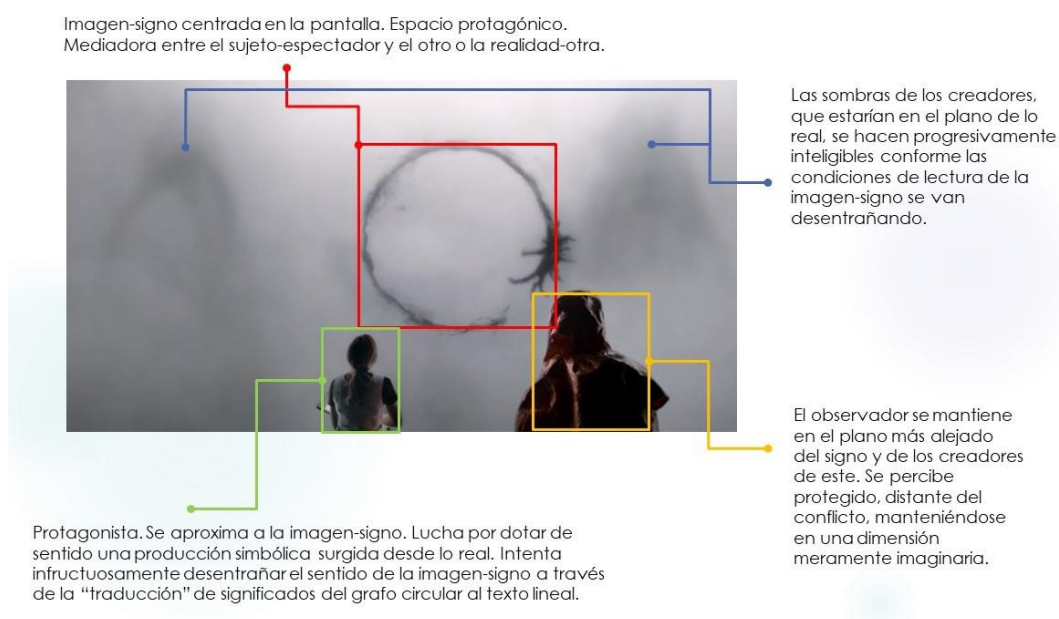 Imagen-signo centrada en la pantalla. Espacio protagónico.
Mediadora entre el sujeto-espectador y el otro o la realidad-otra.
Las sombras de los creadores,
que estarían en el plano de lo
real, se hacen progresivamente
inteligibles conforme las
condiciones de lectura de la
imagen-signo se van
desentrañando.
El observador se mantiene
en el plano más alejado
del signo y de los creadores
de este. Se percibe
protegido, distante del
conflicto, manteniéndose
en una dimensión
meramente imaginaria.
Protagonista. Se aproxima a la imagen-signo. Lucha por dotar de
sentido una producción simbólica surgida desde lo real. Intenta
infructuosamente desentrañar el sentido de la imagen-signo a través
de la “traducción” de significados del grafo circular al texto lineal.